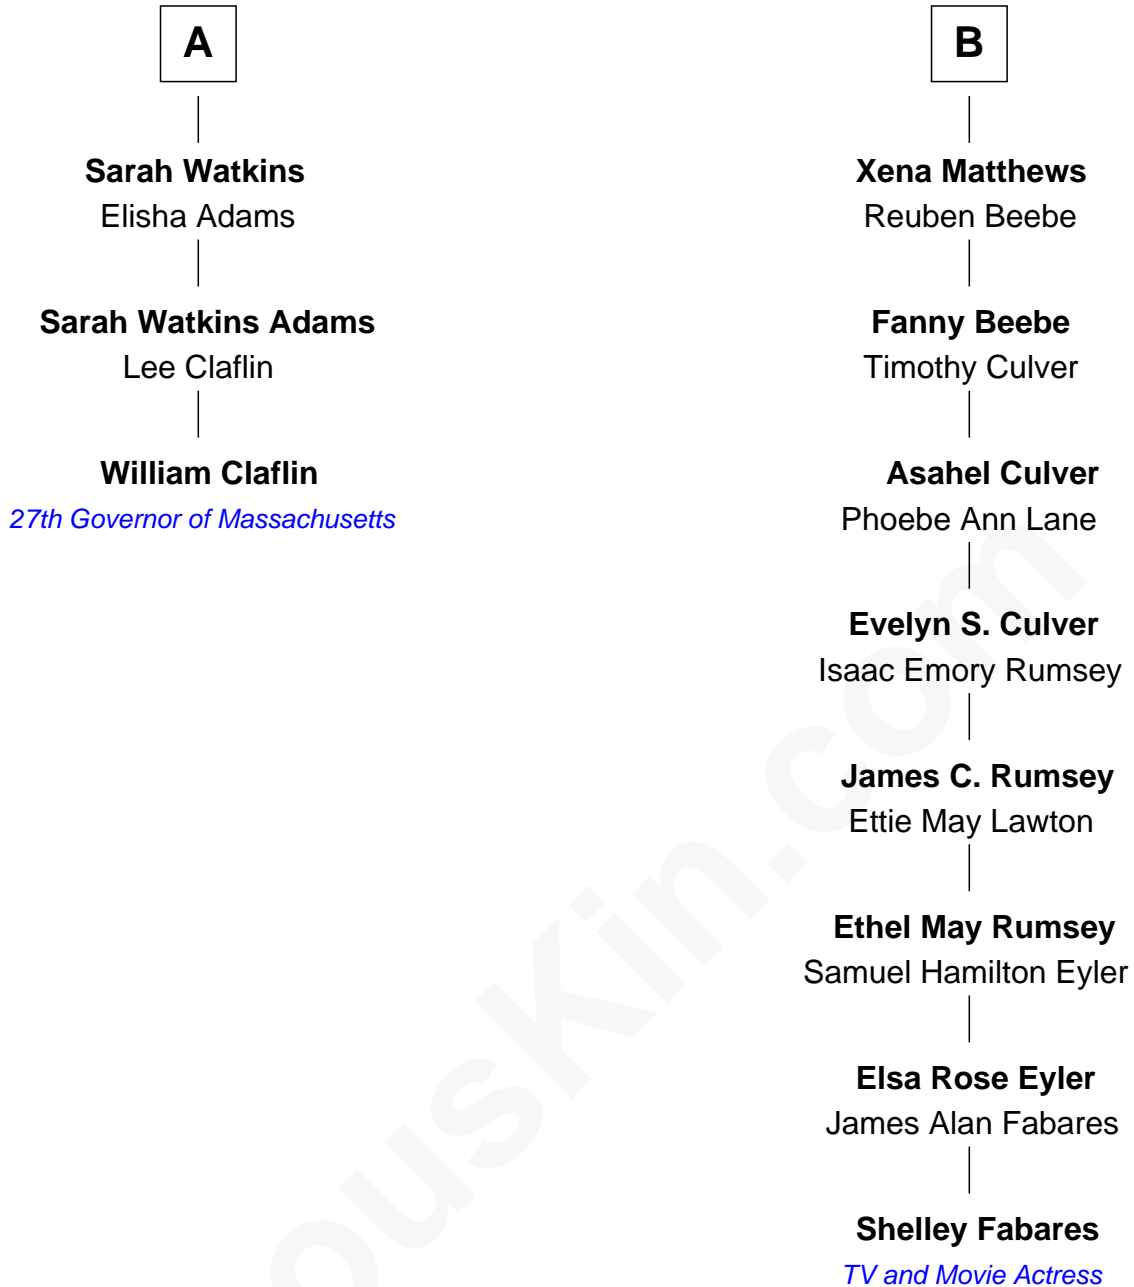 A
Sarah Watkins
Elisha Adams
Sarah Watkins Adams
Lee Claflin
William Claflin
27th Governor of Massachusetts
B
Xena Matthews
Reuben Beebe
Fanny Beebe
Timothy Culver
Asahel Culver
Phoebe Ann Lane
Evelyn S. Culver
Isaac Emory Rumsey
James C. Rumsey
Ettie May Lawton
Ethel May Rumsey
Samuel Hamilton Eyler
Elsa Rose Eyler
James Alan Fabares
Shelley Fabares
TV and Movie Actress
ousKin.com